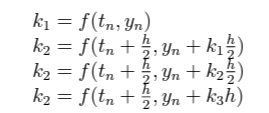 k₁ = f(tₙ, yₙ)
k₂ = f(tₙ + h/2, yₙ + k₁ h/2)
k₂ = f(tₙ + h/2, yₙ + k₂ h/2)
k₂ = f(tₙ + h/2, yₙ + k₃h)